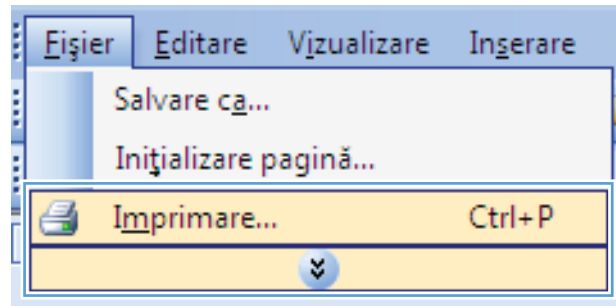 Fişier Editare Vizualizare Inserare
Salvare ca...
Iniţializare pagină...
Imprimare... Ctrl+P